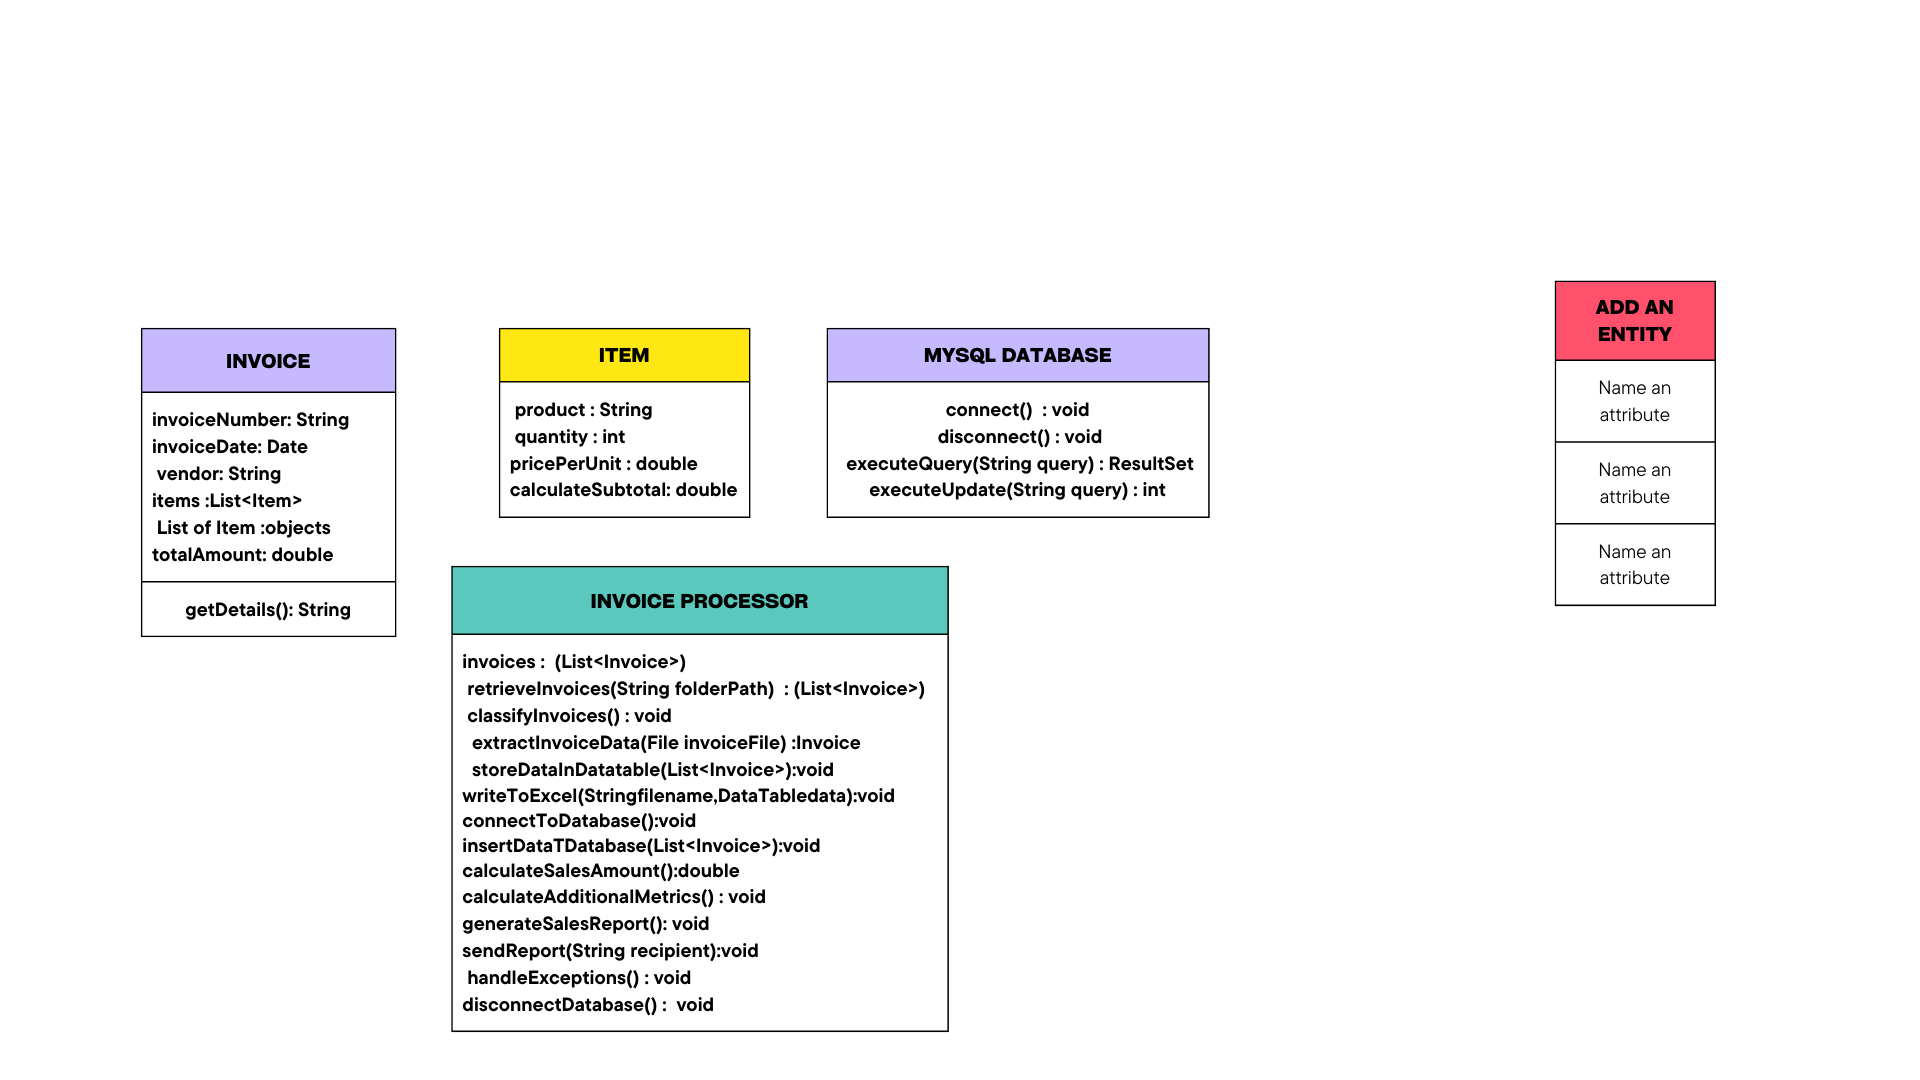 INVOICE
invoiceNumber: String
invoiceDate: Date
vendor: String
items :List<Item>
List of Item :objects
totalAmount: double
getDetails(): String
ITEM
product : String
quantity : int
pricePerUnit : double
calculateSubtotal: double
MYSQL DATABASE
connect()  : void
disconnect() : void
executeQuery(String query) : ResultSet
executeUpdate(String query) : int
INVOICE PROCESSOR
invoices :  (List<Invoice>)
retrieveInvoices(String folderPath)  : (List<Invoice>)
classifyInvoices() : void
extractInvoiceData(File invoiceFile) :Invoice
storeDataInDatatable(List<Invoice>):void
writeToExcel(Stringfilename,DataTabledata):void
connectToDatabase():void
insertDataTDatabase(List<Invoice>):void
calculateSalesAmount():double
calculateAdditionalMetrics() : void
generateSalesReport(): void
sendReport(String recipient):void
handleExceptions() : void
disconnectDatabase() :  void
ADD AN
ENTITY
Name an
attribute
Name an
attribute
Name an
attribute